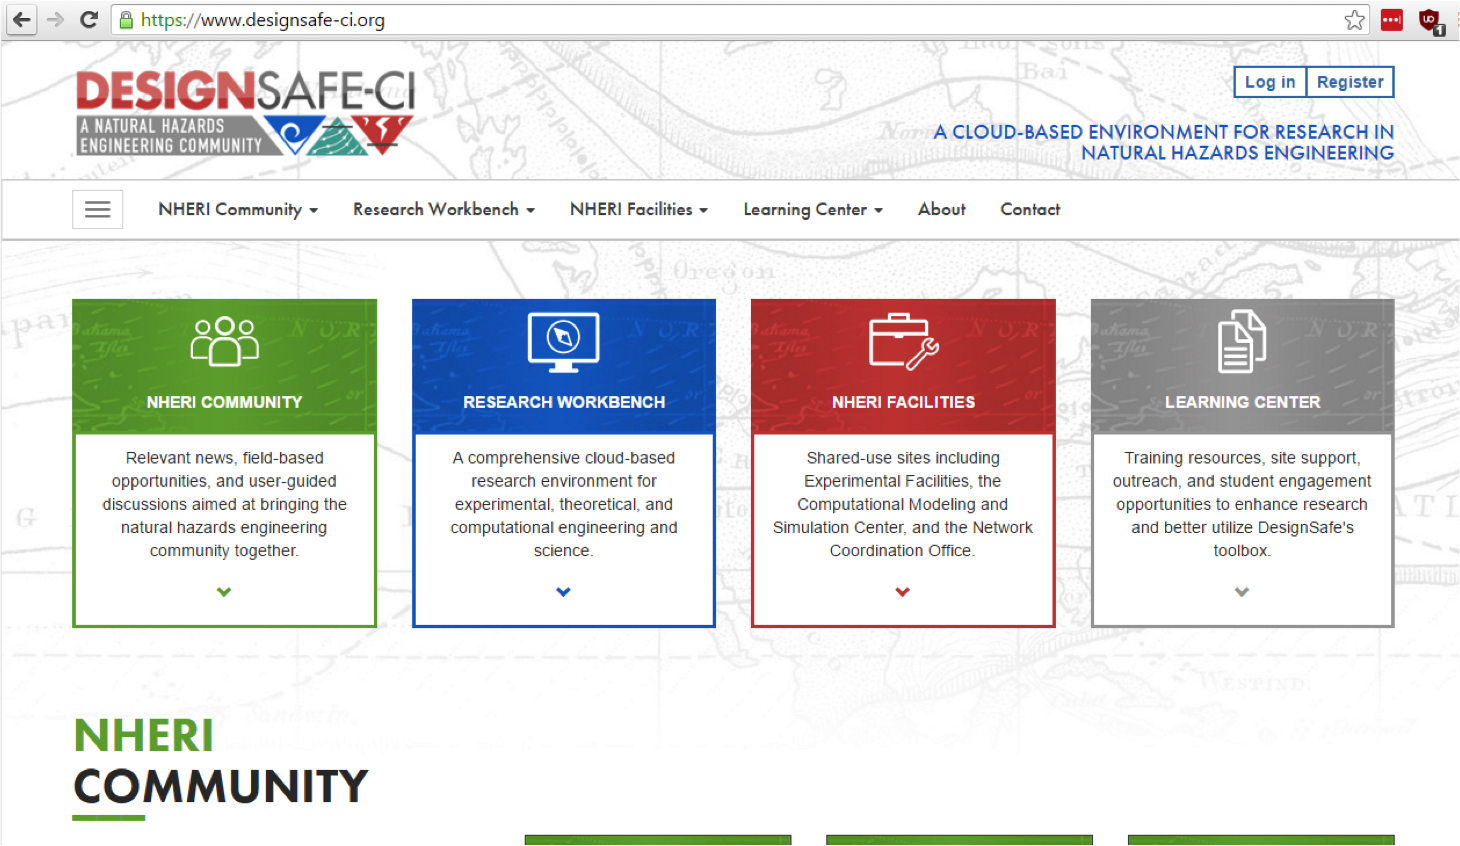 https://www.designsafe-ci.org
1
DESIGNSAFE-CI
A NATURAL HAZARDS
ENGINEERING COMMUNITY
Log in Register
A CLOUD-BASED ENVIRONMENT FOR RESEARCH IN
NATURAL HAZARDS ENGINEERING
NHERI Community Research Workbench NHERI Facilities Learning Center About Contact
Oregon
NHERI COMMUNITY
Relevant news, field-based
opportunities, and user-guided
discussions aimed at bringing the
natural hazards engineering
community together.
RESEARCH WORKBENCH
A comprehensive cloud-based
research environment for
experimental, theoretical, and
computational engineering and
science.
NHERI FACILITIES
Shared-use sites including
Experimental Facilities, the
Computational Modeling and
Simulation Center, and the Network
Coordination Office.
LEARNING CENTER
Training resources, site support,
outreach, and student engagement
opportunities to enhance research
and better utilize DesignSafe's
toolbox.
WESTIND.
NHERI
COMMUNITY